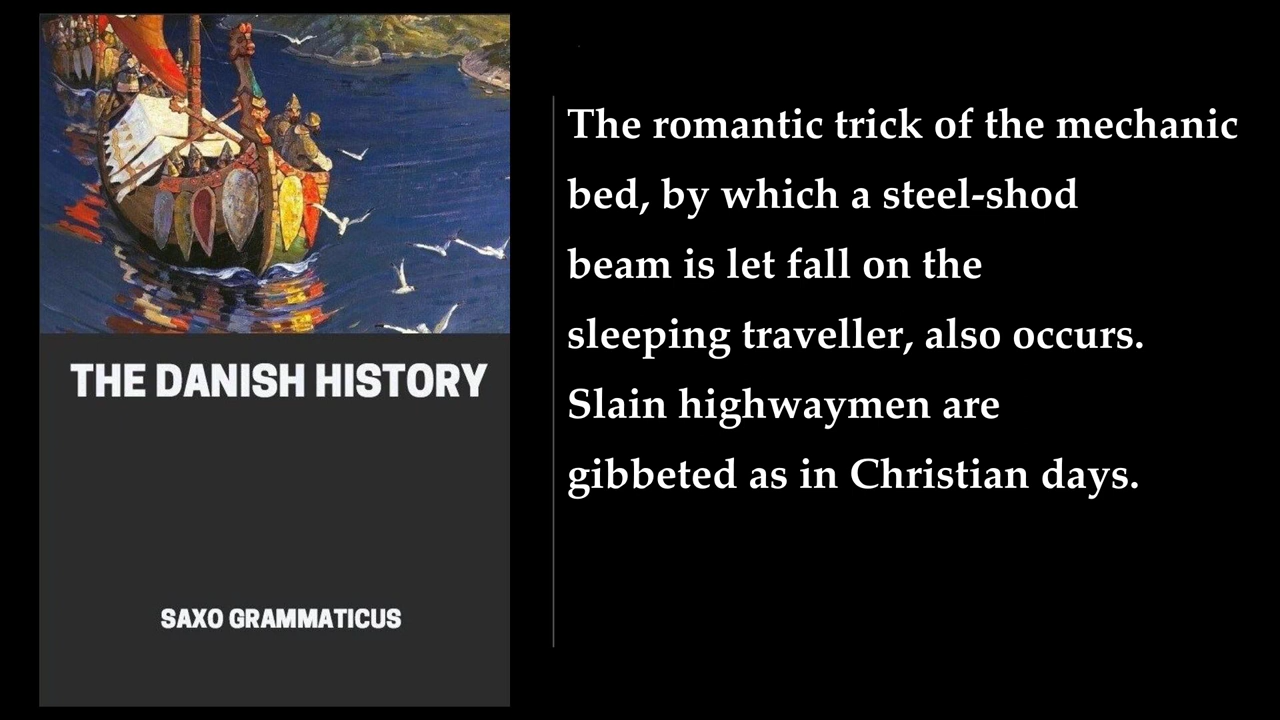 THE DANISH HISTORY
SAXO GRAMMATICUS
The romantic trick of the mechanic
bed, by which a steel-shod
beam is let fall on the
sleeping traveller, also occurs.
Slain highwaymen are
gibbeted as in Christian days.